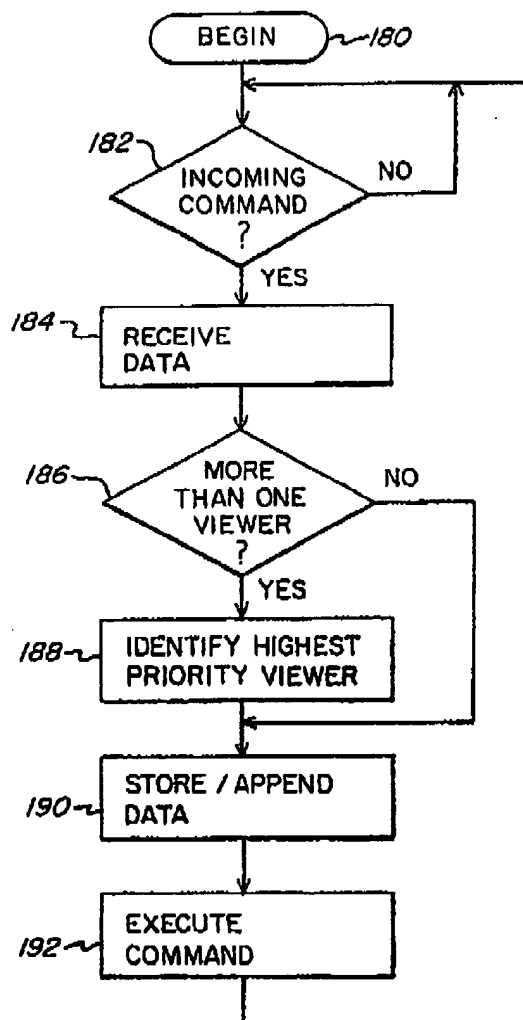 BEGIN
180
182
INCOMING
COMMAND
?
NO
YES
184
RECEIVE
DATA
186
MORE
THAN ONE
VIEWER
?
NO
YES
188
IDENTIFY HIGHEST
PRIORITY VIEWER
190
STORE / APPEND
DATA
192
EXECUTE
COMMAND